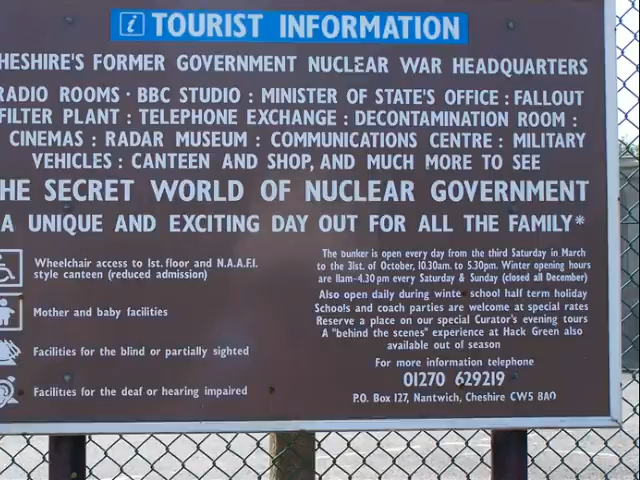 i TOURIST INFORMATION
HESHIRE'S FORMER GOVERNMENT NUCLEAR WAR HEADQUARTERS
RADIO ROOMS · BBC STUDIO : MINISTER OF STATE'S OFFICE : FALLOUT
FILTER PLANT : TELEPHONE EXCHANGE : DECONTAMINATION ROOM :
CINEMAS : RADAR MUSEUM : COMMUNICATIONS CENTRE : MILITARY
VEHICLES : CANTEEN AND SHOP, AND MUCH MORE TO SEE
HE SECRET WORLD OF NUCLEAR GOVERNMENT
A UNIQUE AND EXCITING DAY OUT FOR ALL THE FAMILY*
Wheelchair access to 1st. floor and N.A.A.F.I.
style canteen (reduced admission)
Mother and baby facilities
Facilities for the blind or partially sighted
Facilities for the deaf or hearing impaired
The bunker is open every day from the third Saturday in March
to the 31st. of October, 10.30am. to 5.30pm. Winter opening hours
are 11am-4.30pm every Saturday & Sunday (closed all December)
Also open daily during winte school half term holiday
Schools and coach parties are welcome at special rates
Reserve a place on our special Curator's evening tours
A "behind the scenes" experience at Hack Green also
available out of season
For more information telephone
01270 629219
P.O. Box 127, Nantwich, Cheshire CW5 8AQ